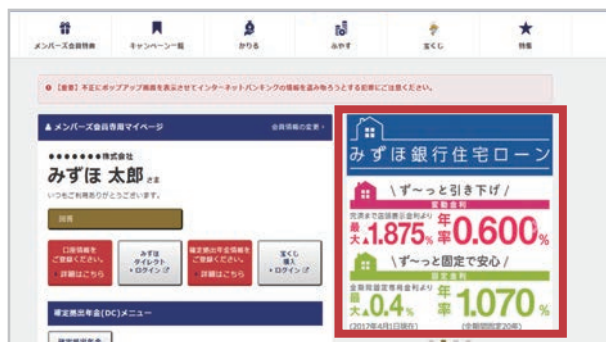 メンバーズ会員特典
キャンペーン一覧
かりる
ふやす
宝くじ
特集
【重要】不正にポップアップ画面を表示させてインターネットバンキングの情報を盗み取ろうとする犯罪にご注意ください。
メンバーズ会員専用マイページ
会員情報の変更
●●●●●●●株式会社
みずほ 太郎 さま
いつもご利用ありがとうございます。
口座情報を
ご登録ください。
詳細はこちら
みずほ
ダイレクト
ログイン
確定拠出年金情報を
ご登録ください。
詳細はこちら
宝くじ
購入
ログイン
確定拠出年金(DC)メニュー
確定拠出年金
みずほ銀行住宅ローン
\ ず〜っと引き下げ /
変動金利
完済まで店頭表示金利より
最大▲1.875% 年率0.600%
\ ず〜っと固定で安心 /
固定金利
全期間固定専用金利より
最大▲0.4% 年率1.070%
(2017年4月1日現在)
(全期間固定20年)